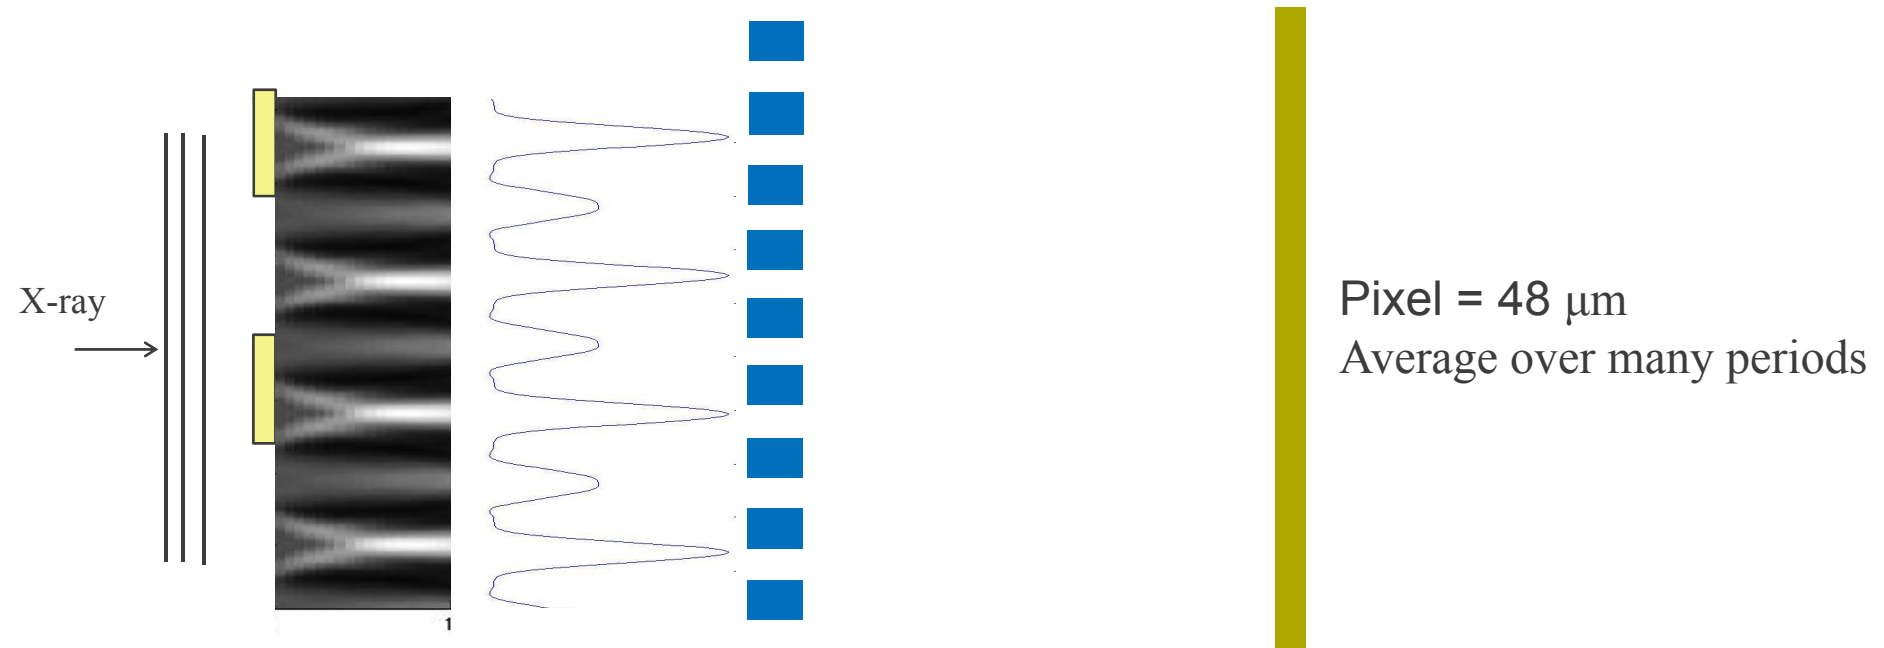 X-ray
1
Pixel = 48 μm
Average over many periods